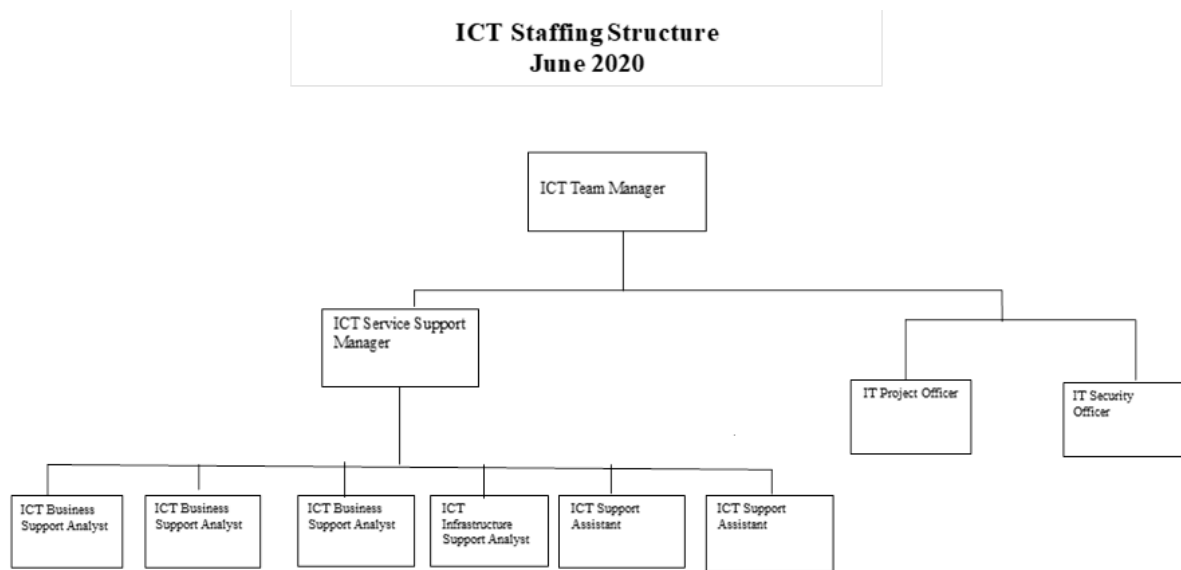 ICT Staffing Structure
June 2020
ICT Team Manager
ICT Service Support
Manager
IT Project Officer
IT Security
Officer
ICT Business
Support Analyst
ICT Business
Support Analyst
ICT Business
Support Analyst
ICT
Infrastructure
Support Analyst
ICT Support
Assistant
ICT Support
Assistant